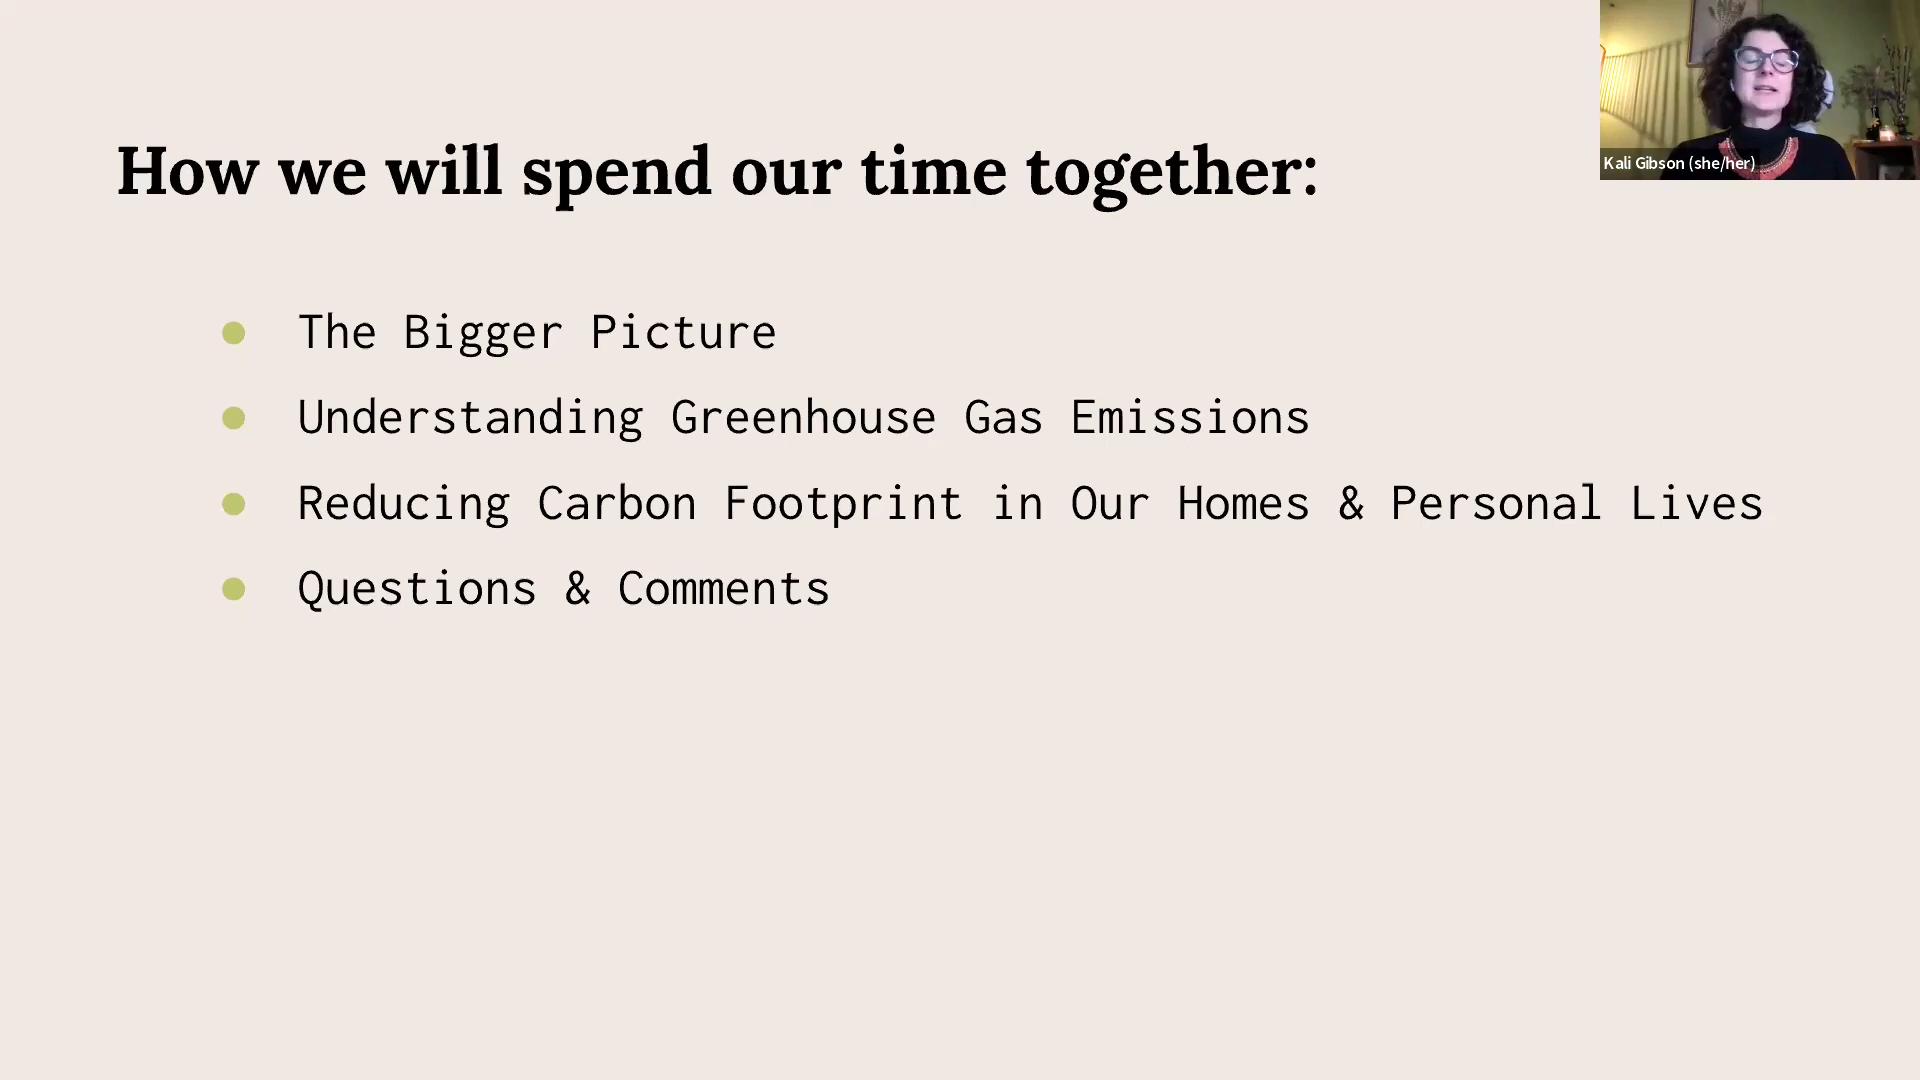 How we will spend our time together:
The Bigger Picture
Understanding Greenhouse Gas Emissions
Reducing Carbon Footprint in Our Homes & Personal Lives
Questions & Comments
Kali Gibson (she/her)